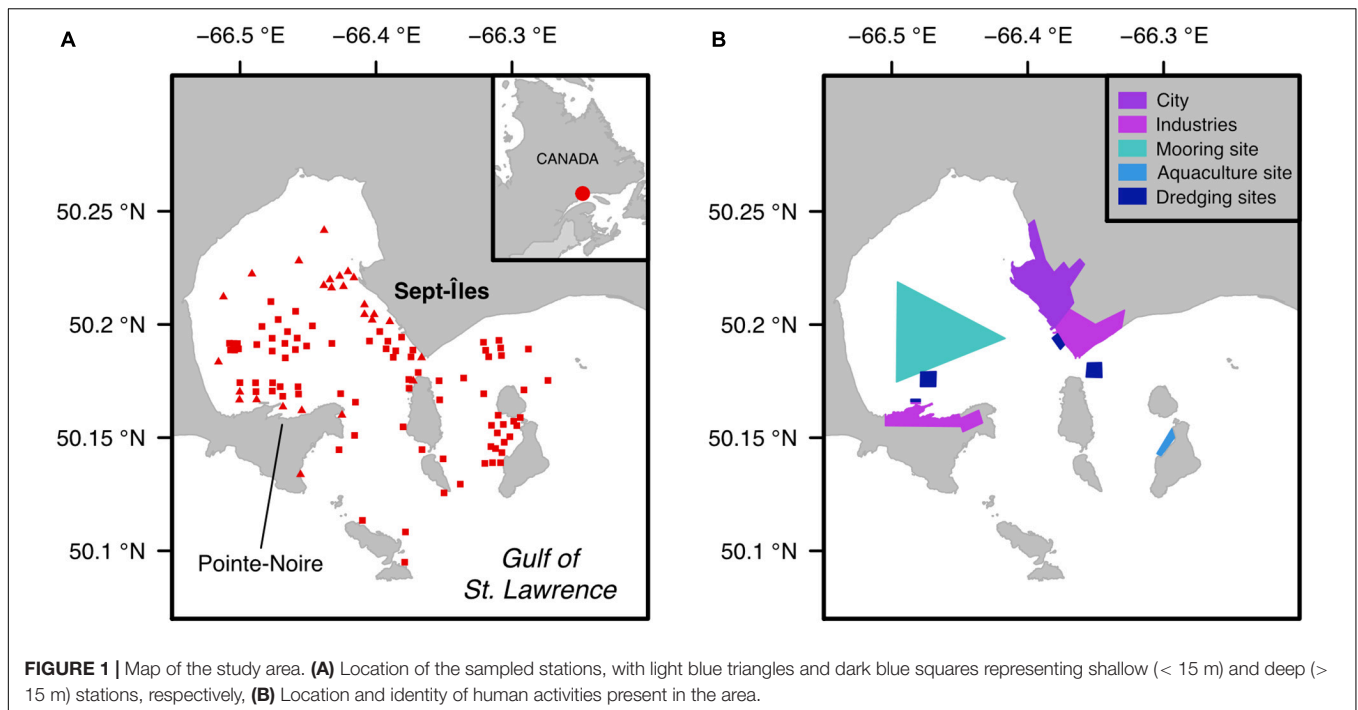 A
−66.5 °E −66.4 °E −66.3 °E
50.25 °N
50.2 °N
50.15 °N
50.1 °N
CANADA
Sept-Îles
Pointe-Noire
Gulf of
St. Lawrence
B
−66.5 °E −66.4 °E −66.3 °E
50.25 °N
50.2 °N
50.15 °N
50.1 °N
City
Industries
Mooring site
Aquaculture site
Dredging sites
FIGURE 1 | Map of the study area. (A) Location of the sampled stations, with light blue triangles and dark blue squares representing shallow (< 15 m) and deep (>
15 m) stations, respectively, (B) Location and identity of human activities present in the area.